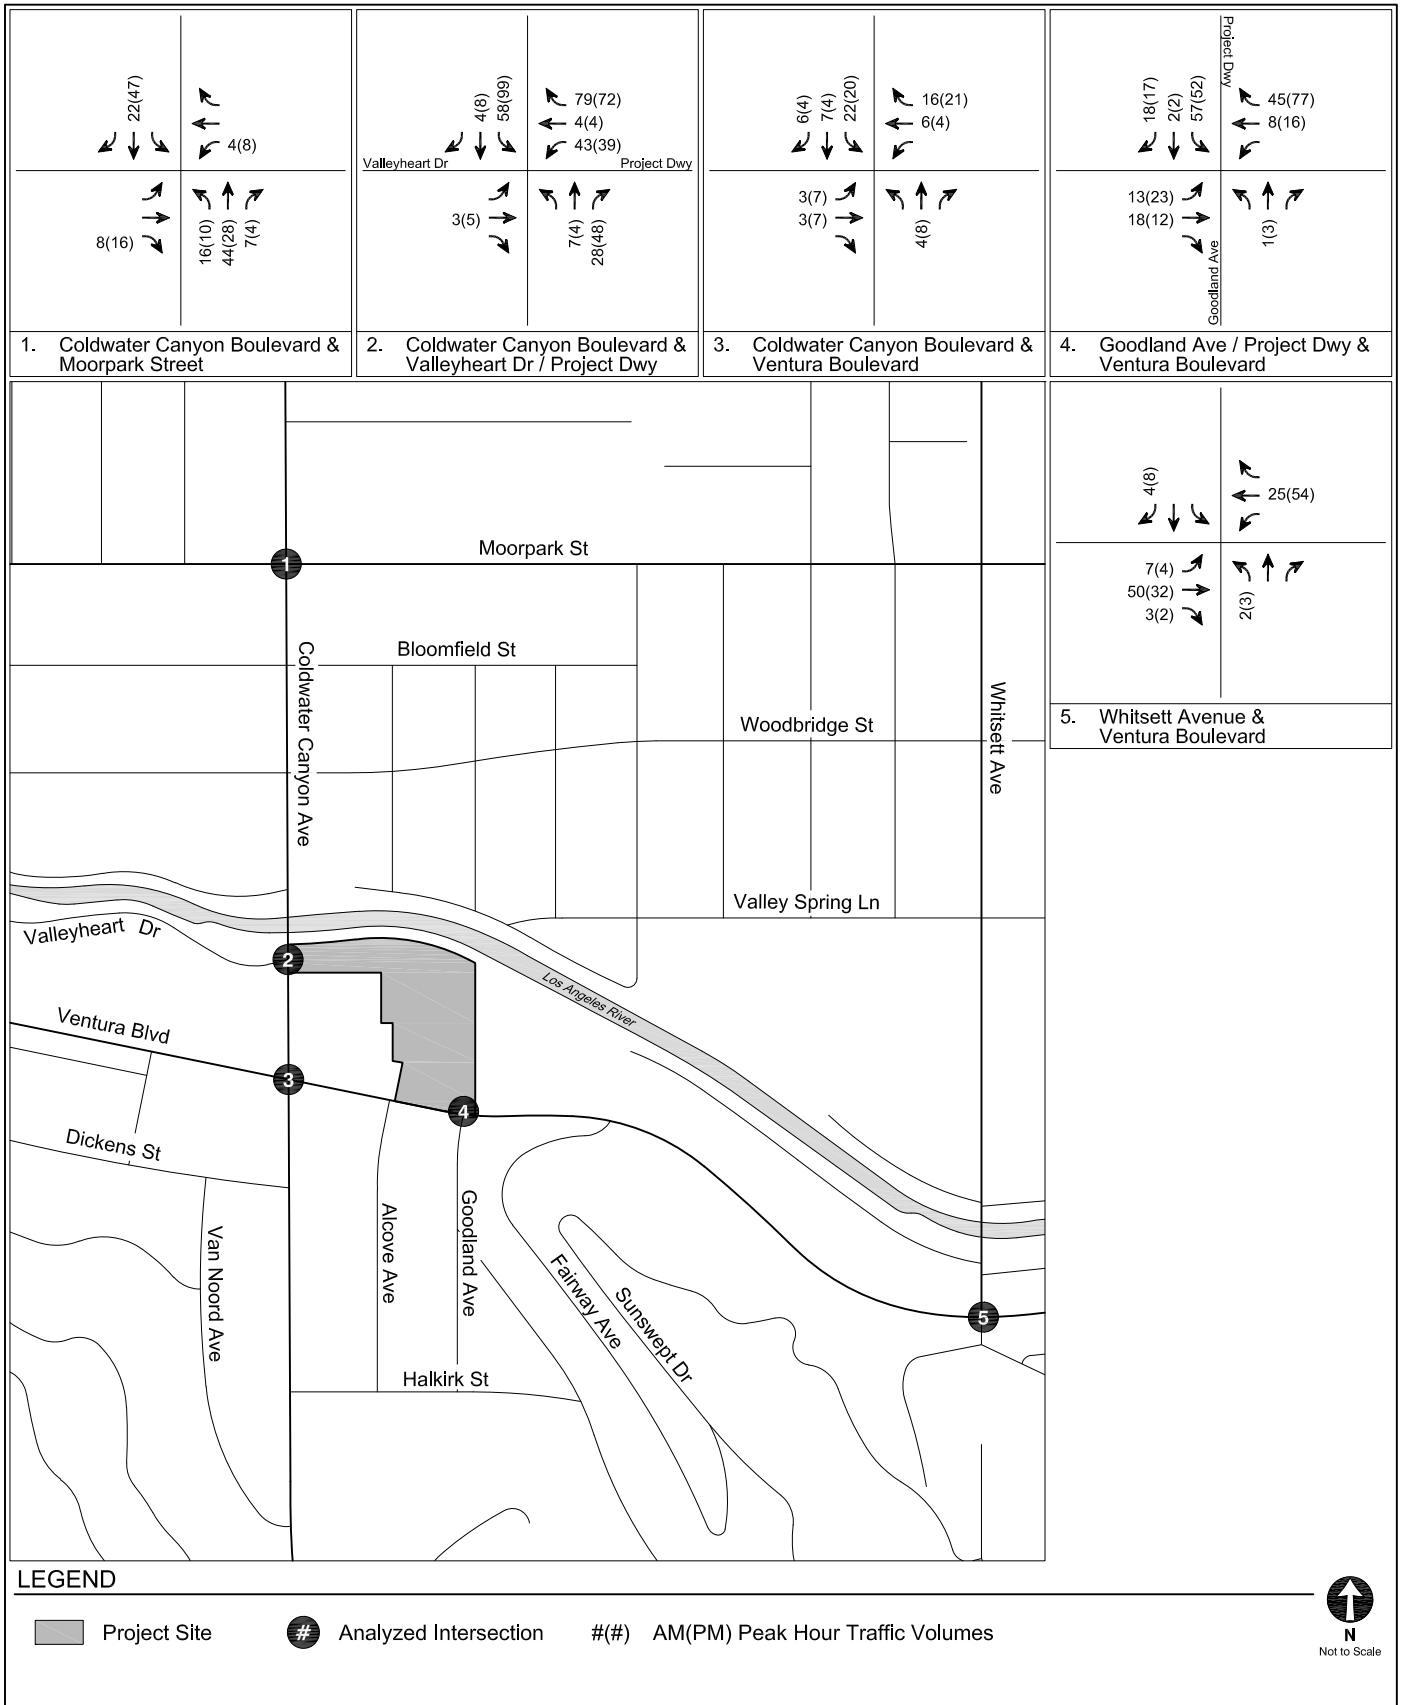 22(47)
4(8)
8(16)
16(10)
44(28)
7(4)
1. Coldwater Canyon Boulevard &
Moorpark Street
4(8)
58(99)
79(72)
4(4)
43(39)
Valleyheart Dr
Project Dwy
3(5)
7(4)
28(48)
2. Coldwater Canyon Boulevard &
Valleyheart Dr / Project Dwy
6(4)
7(4)
22(20)
16(21)
6(4)
3(7)
3(7)
4(8)
3. Coldwater Canyon Boulevard &
Ventura Boulevard
Project Dwy
18(17)
2(2)
57(52)
45(77)
8(16)
13(23)
18(12)
1(3)
Goodland Ave
4. Goodland Ave / Project Dwy &
Ventura Boulevard
4(8)
25(54)
7(4)
50(32)
3(2)
2(3)
5. Whitsett Avenue &
Ventura Boulevard
Moorpark St
1
Bloomfield St
Coldwater Canyon Ave
Woodbridge St
Whitsett Ave
Valley Spring Ln
Valleyheart Dr
2
Los Angeles River
Ventura Blvd
3
4
Dickens St
Van Noord Ave
Alcove Ave
Goodland Ave
Fairway Ave
Sunswept Dr
5
Halkirk St
LEGEND
Project Site
# Analyzed Intersection
#(#) AM(PM) Peak Hour Traffic Volumes
N
Not to Scale